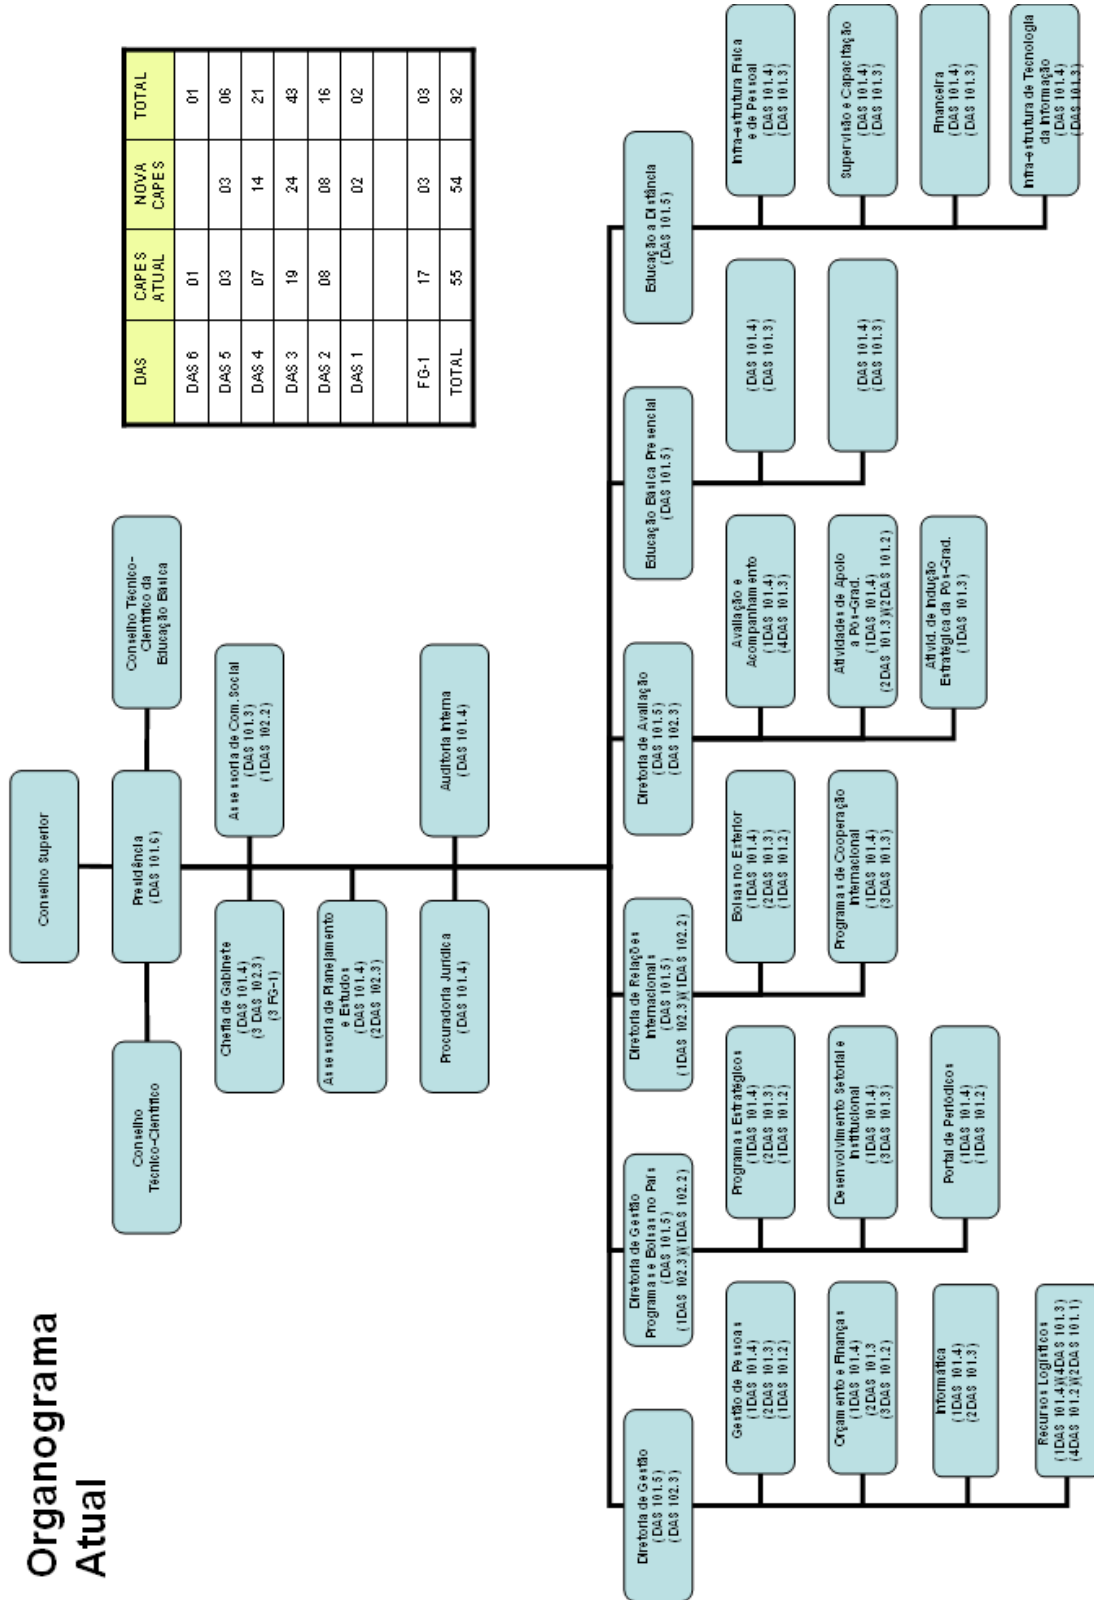 Organograma
Atual
Conselho Superior
Conselho
Técnico-Científico
Presidência
(DAS 101.6)
Conselho Técnico-
Científico da
Educação Básica
Chefia de Gabinete
(DAS 101.4)
(3 DAS 102.3)
(3 FG-1)
Assessoria de Com.Social
(DAS 101.3)
(1DAS 102.2)
Assessoria de Planejamento
e Estudos
(DAS 101.4)
(2DAS 102.3)
Procuradoria Jurídica
(DAS 101.4)
Auditoria Interna
(DAS 101.4)
DAS CAPES ATUAL NOVA CAPES TOTAL
DAS 6 01 01
DAS 5 03 03 06
DAS 4 07 14 21
DAS 3 19 24 43
DAS 2 08 08 16
DAS 1 02 02
FG-1 17 03 03
TOTAL 55 54 92
Diretoria de Gestão
(DAS 101.5)
(DAS 102.3)
Gestão de Pessoas
(1DAS 101.4)
(2DAS 101.3)
(1DAS 101.2)
Orçamento e Finanças
(1DAS 101.4)
(2DAS 101.3
(3DAS 101.2)
Informática
(1DAS 101.4)
(2DAS 101.3)
Recursos Logísticos
(1DAS 101.4)(4DAS 101.3)
(4DAS 101.2)(2DAS 101.1)
Diretoria de Gestão
Programas e Bolsas no País
(DAS 101.5)
(1DAS 102.3)(1DAS 102.2)
Programas Estratégicos
(1DAS 101.4)
(2DAS 101.3)
(1DAS 101.2)
Desenvolvimento Setorial e
Institucional
(1DAS 101.4)
(3DAS 101.3)
Portal de Periódicos
(1DAS 101.4)
(1DAS 101.2)
Diretoria de Relações
Internacionais
(DAS 101.5)
(1DAS 102.3)(1DAS 102.2)
Bolsas no Exterior
(1DAS 101.4)
(2DAS 101.3)
(1DAS 101.2)
Programas de Cooperação
Internacional
(1DAS 101.4)
(3DAS 101.3)
Diretoria de Avaliação
(DAS 101.5)
(DAS 102.3)
Avaliação e
Acompanhamento
(1DAS 101.4)
(4DAS 101.3)
Atividades de Apoio
a Pós-Grad.
(1DAS 101.4)
(2DAS 101.3)(2DAS 101.2)
Ativid. de Indução
Estratégica da Pós-Grad.
(1DAS 101.3)
Educação Básica Presencial
(DAS 101.5)
(DAS 101.4)
(DAS 101.3)
(DAS 101.4)
(DAS 101.3)
Educação a Distância
(DAS 101.5)
Infra-estrutura Física
e de Pessoal
(DAS 101.4)
(DAS 101.3)
Supervisão e Capacitação
(DAS 101.4)
(DAS 101.3)
Financeira
(DAS 101.4)
(DAS 101.3)
Infra-estrutura de Tecnologia
da Informação
(DAS 101.4)
(DAS 101.3)